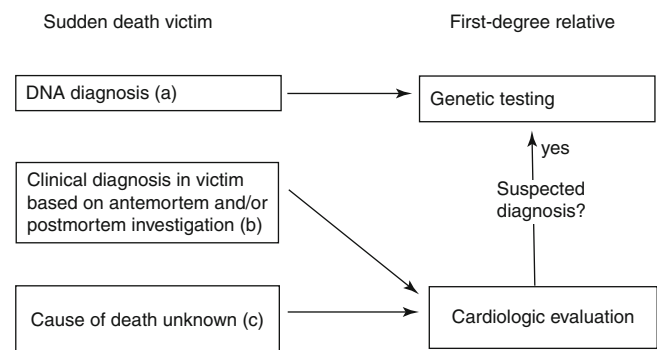 Sudden death victim
First-degree relative
DNA diagnosis (a)
Genetic testing
yes
Clinical diagnosis in victim
based on antemortem and/or
postmortem investigation (b)
Suspected
diagnosis?
Cause of death unknown (c)
Cardiologic evaluation